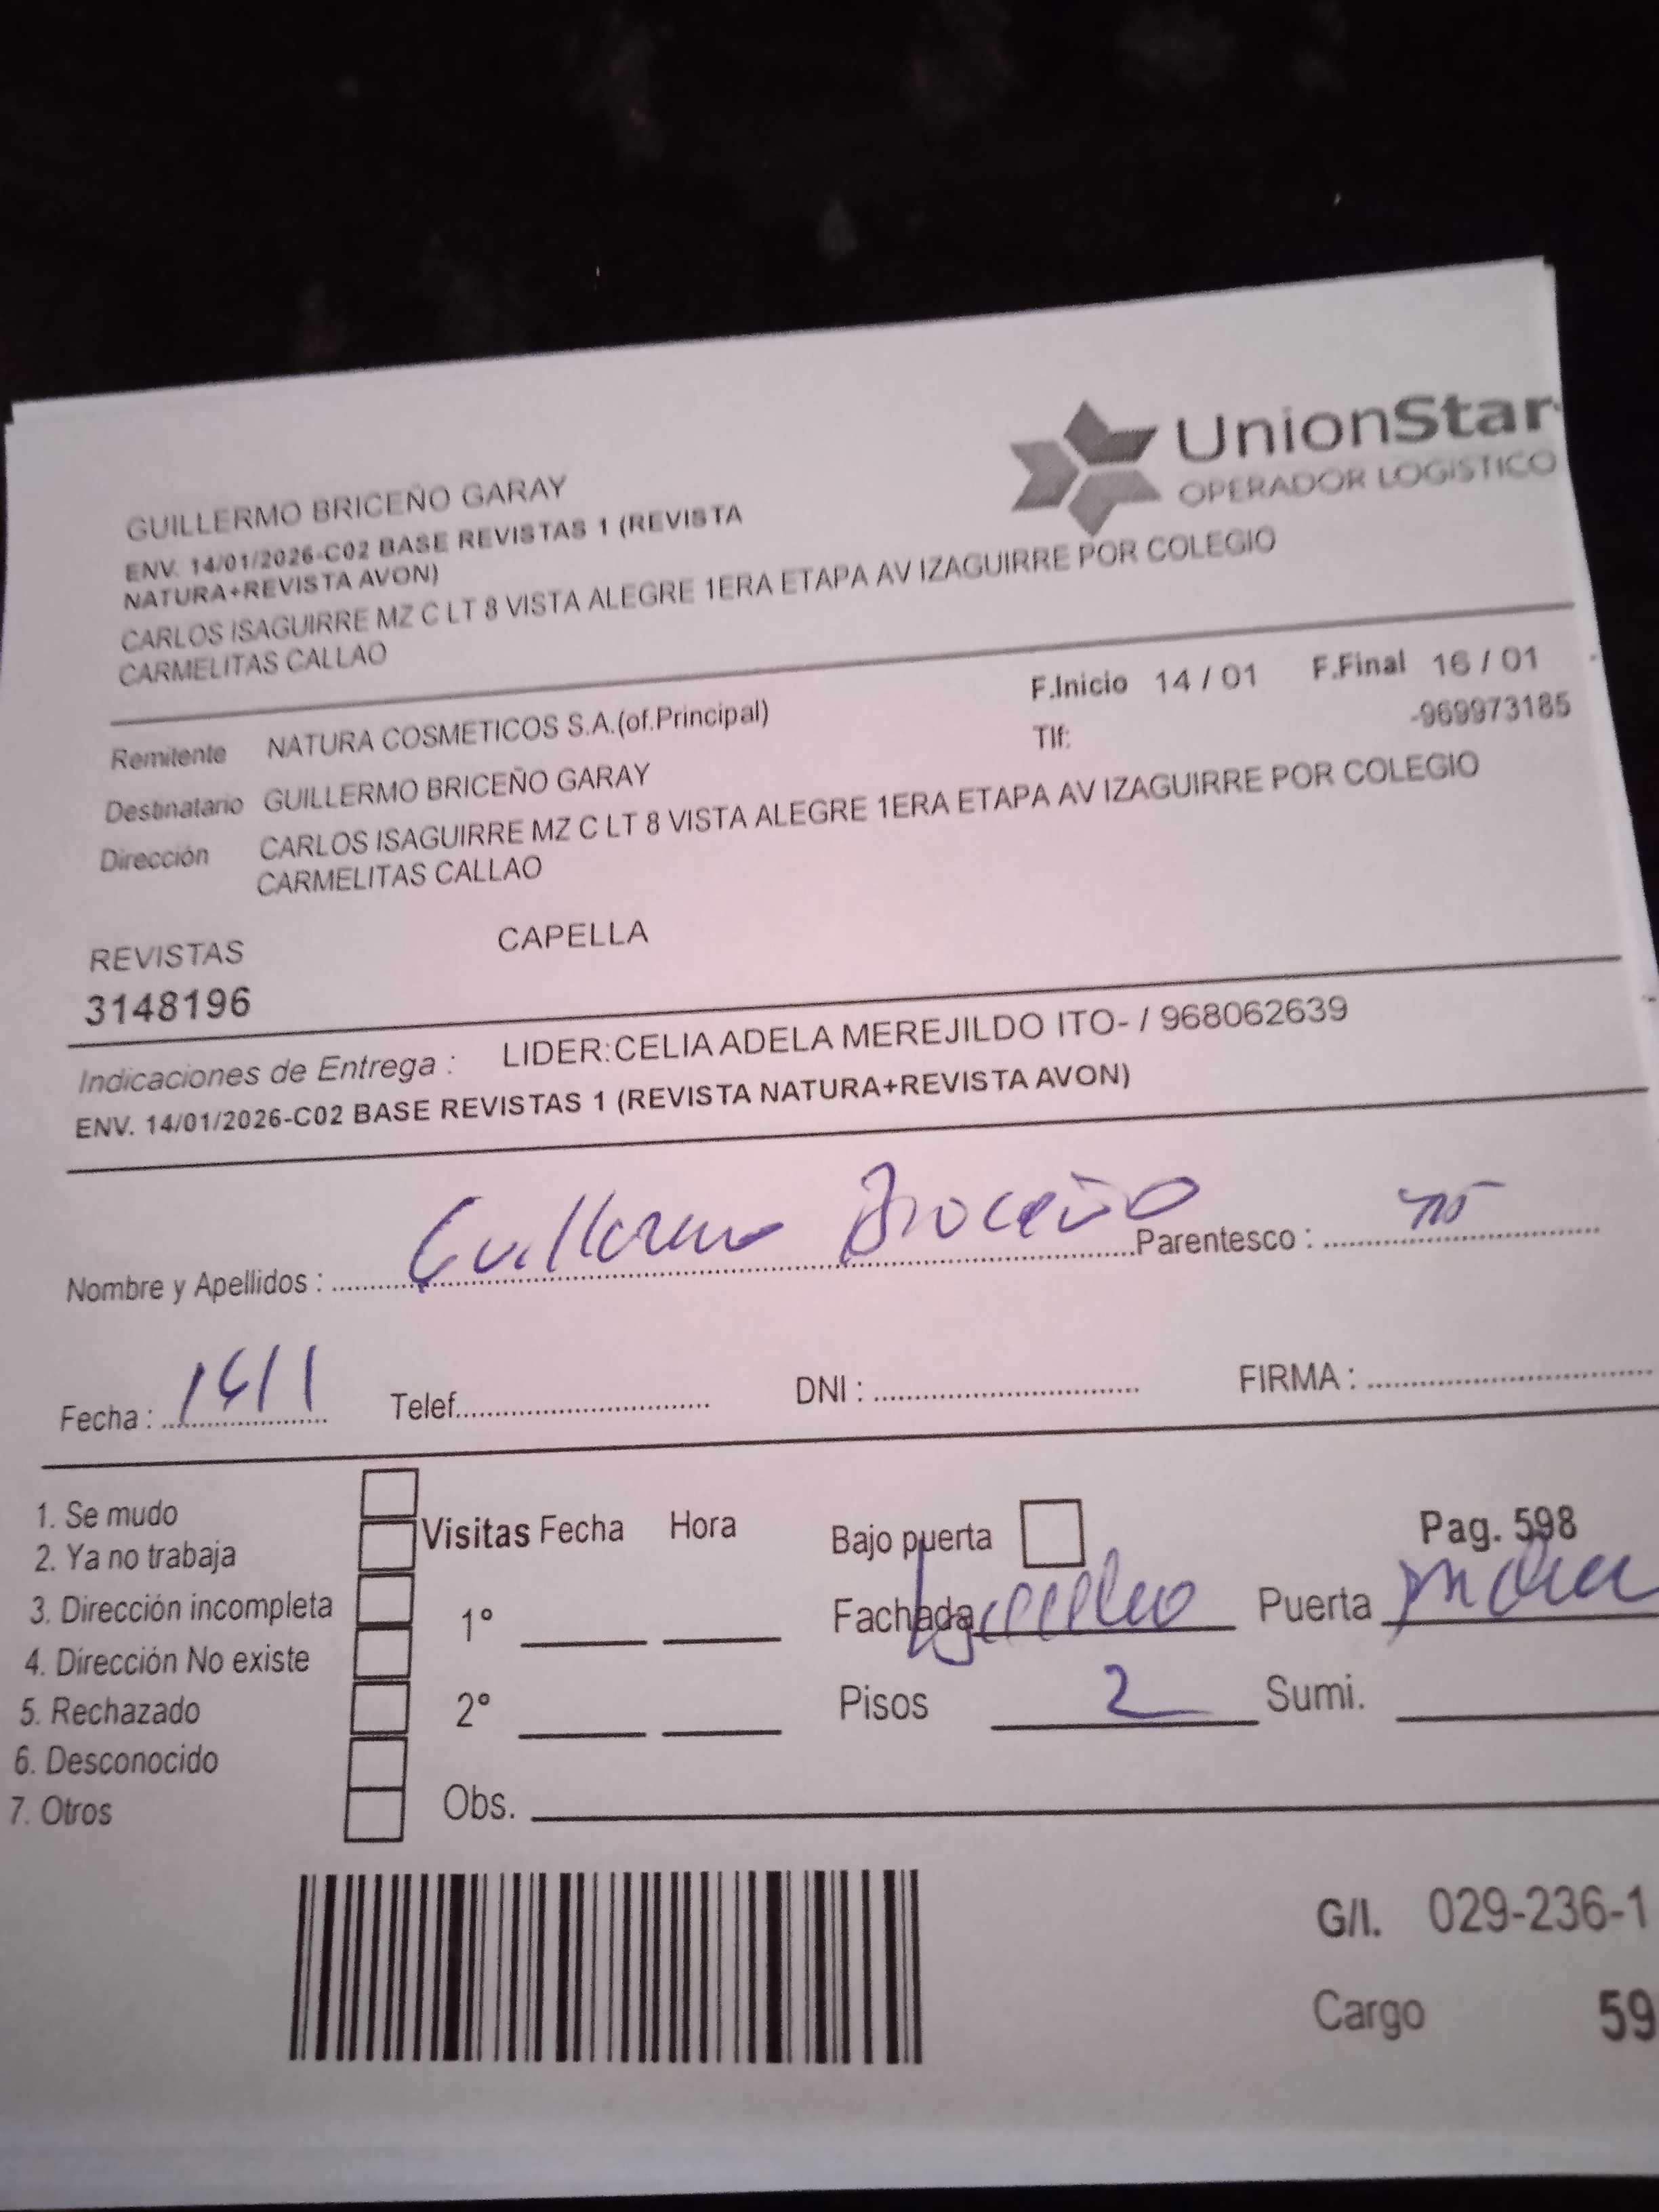 UnionStar
OPERADOR LOGISTICO
GUILLERMO BRICEÑO GARAY
ENV. 14/01/2026-C02 BASE REVISTAS 1 (REVISTA
NATURA+REVISTA AVON)
CARLOS ISAGUIRRE MZ C LT 8 VISTA ALEGRE 1ERA ETAPA AV IZAGUIRRE POR COLEGIO
CARMELITAS CALLAO
F.Inicio 14 / 01 F.Final 16 / 01
Remitente NATURA COSMETICOS S.A.(of.Principal) Tlf: -969973185
Destinatario GUILLERMO BRICEÑO GARAY
Dirección CARLOS ISAGUIRRE MZ C LT 8 VISTA ALEGRE 1ERA ETAPA AV IZAGUIRRE POR COLEGIO
CARMELITAS CALLAO
REVISTAS CAPELLA
3148196
Indicaciones de Entrega : LIDER:CELIA ADELA MEREJILDO ITO- / 968062639
ENV. 14/01/2026-C02 BASE REVISTAS 1 (REVISTA NATURA+REVISTA AVON)
Nombre y Apellidos : Guillermo Briceño Parentesco :
Fecha : Telef. DNI : FIRMA :
1. Se mudo
2. Ya no trabaja
3. Dirección incompleta
4. Dirección No existe
5. Rechazado
6. Desconocido
7. Otros
Visitas Fecha Hora
1°
2°
Obs.
Bajo puerta Pag. 598
Fachada Puerta
Pisos 2 Sumi.
G/I. 029-236-1
Cargo 59